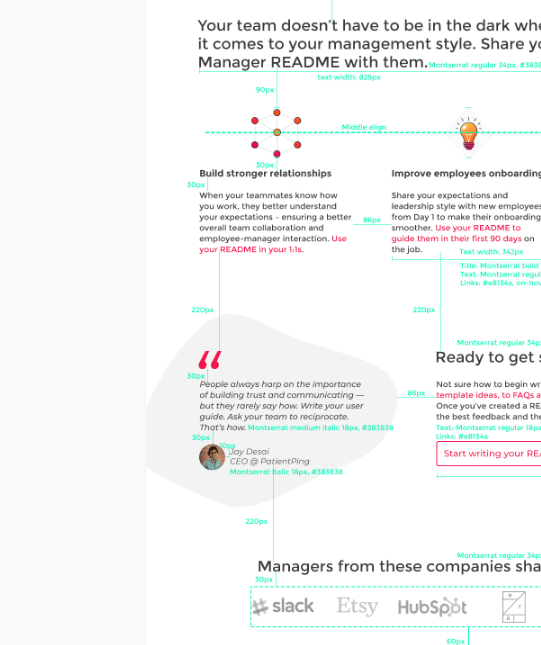 Your team doesn't have to be in the dark whe
it comes to your management style. Share yo
Manager README with them. Montserrat regular 34px, #3838
text width: 825px
90px
Middle align
30px
Build stronger relationships
Improve employees onboarding
30px
When your teammates know how
you work, they better understand
your expectations – ensuring a better
overall team collaboration and
employee-manager interaction. Use
your README in your 1:1s.
86px
Share your expectations and
leadership style with new employees
from Day 1 to make their onboarding
smoother. Use your README to
guide them in their first 90 days on
the job.
Text width: 342px
Title: Montserrat bold
Text: Montserrat regul
Links: #e8134a, on-hov
220px
220px
Montserrat regular 34p
Ready to get s
30px
People always harp on the importance
of building trust and communicating —
but they rarely say how. Write your user
guide. Ask your team to reciprocate.
That's how. Montserrat medium italic 18px, #383838
86px
Not sure how to begin wr
template ideas, to FAQs a
Once you've created a RE
the best feedback and the
Text: Montserrat regular 18px
Links: #e8134a
30px
10px
Jay Desai
CEO @ PatientPing
Montserrat italic 18px, #383838
Start writing your REA
220px
Montserrat regular 34p
Managers from these companies sha
30px
slack
Etsy
HubSpot
60px